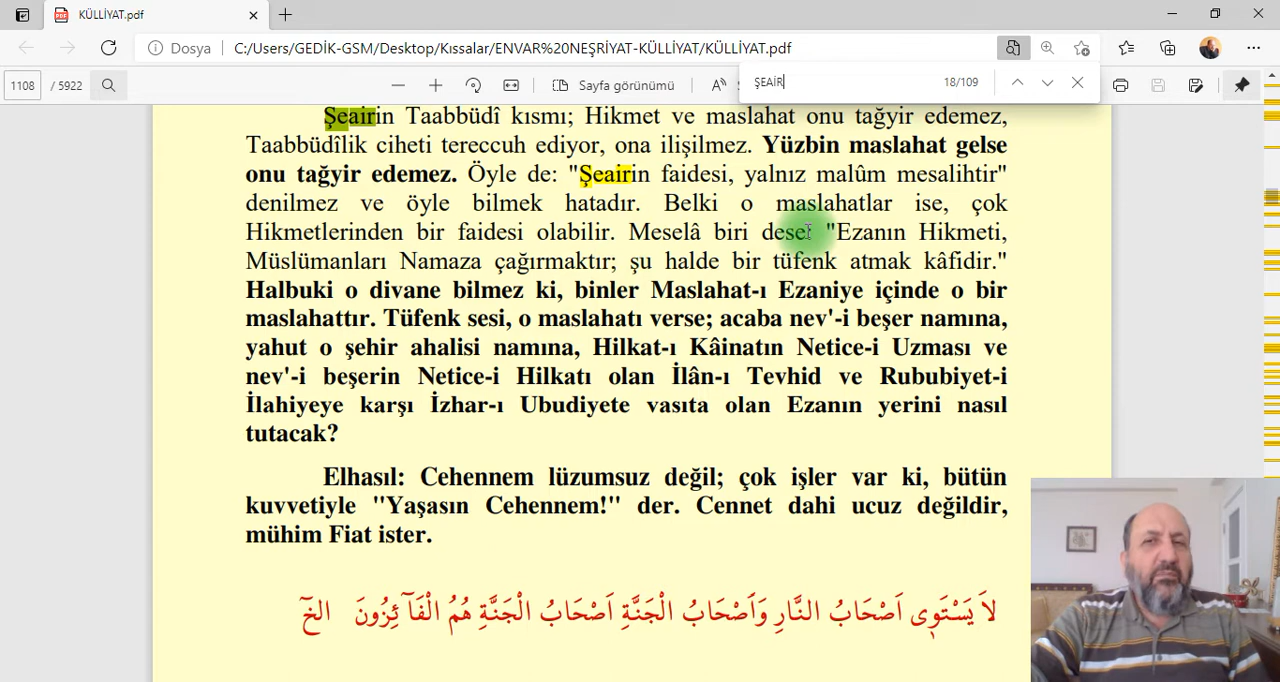 KÜLLİYAT.pdf
Dosya C:/Users/GEDİK-GSM/Desktop/Kıssalar/ENVAR%20NEŞRİYAT-KÜLLİYAT/KÜLLİYAT.pdf
1108 / 5922 Sayfa görünümü
ŞEAİR 18/109
Şeairin Taabbüdî kısmı; Hikmet ve maslahat onu tağyir edemez,
Taabbüdîlik ciheti tereccuh ediyor, ona ilişilmez. Yüzbin maslahat gelse
onu tağyir edemez. Öyle de: "Şeairin faidesi, yalnız malûm mesalihtir"
denilmez ve öyle bilmek hatadır. Belki o maslahatlar ise, çok
Hikmetlerinden bir faidesi olabilir. Meselâ biri dese: "Ezanın Hikmeti,
Müslümanları Namaza çağırmaktır; şu halde bir tüfenk atmak kâfidir."
Halbuki o divane bilmez ki, binler Maslahat-ı Ezaniye içinde o bir
maslahattır. Tüfenk sesi, o maslahatı verse; acaba nev'-i beşer namına,
yahut o şehir ahalisi namına, Hilkat-ı Kâinatın Netice-i Uzması ve
nev'-i beşerin Netice-i Hilkatı olan İlân-ı Tevhid ve Rububiyet-i
İlahiyeye karşı İzhar-ı Ubudiyete vasıta olan Ezanın yerini nasıl
tutacak?
Elhasıl: Cehennem lüzumsuz değil; çok işler var ki, bütün
kuvvetiyle "Yaşasın Cehennem!" der. Cennet dahi ucuz değildir,
mühim Fiat ister.
لاَ يَسْتَوِى اَصْحَابُ النَّارِ وَاَصْحَابُ الْجَنَّةِ اَصْحَابُ الْجَنَّةِ هُمُ الْفَآئِزُونَ الخ